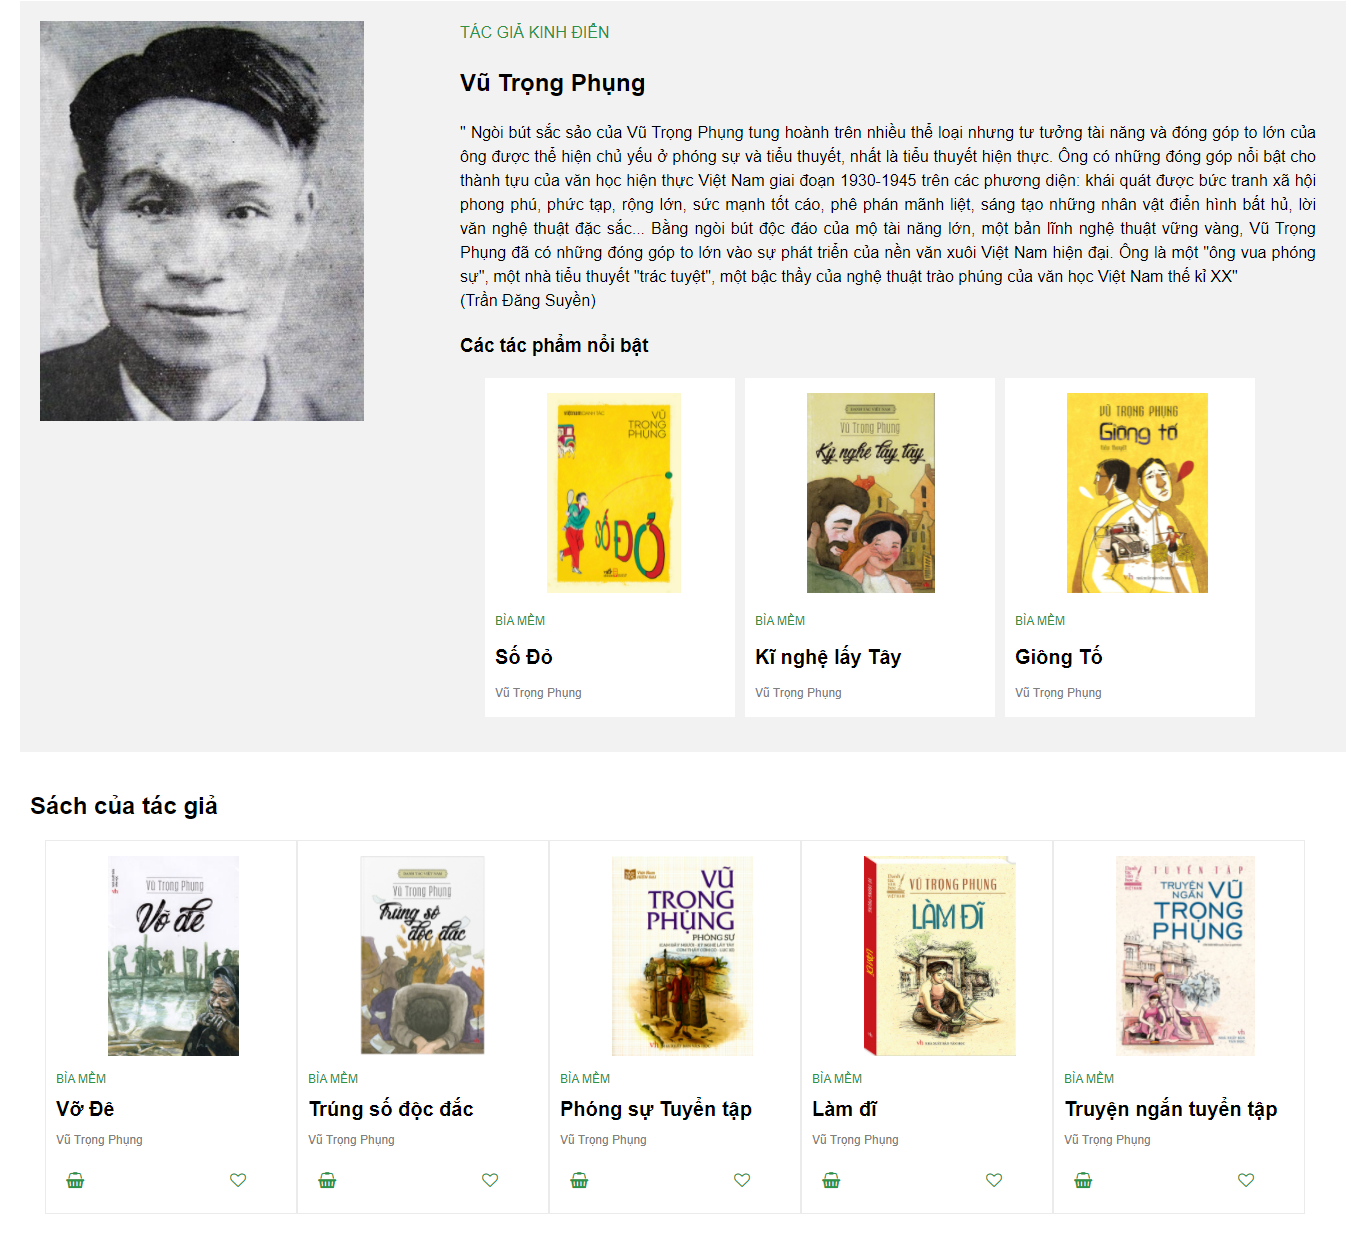 TÁC GIẢ KINH ĐIỂN
Vũ Trọng Phụng
" Ngòi bút sắc sảo của Vũ Trọng Phụng tung hoành trên nhiều thể loại nhưng tư tưởng tài năng và đóng góp to lớn của
ông được thể hiện chủ yếu ở phóng sự và tiểu thuyết, nhất là tiểu thuyết hiện thực. Ông có những đóng góp nổi bật cho
thành tựu của văn học hiện thực Việt Nam giai đoạn 1930-1945 trên các phương diện: khái quát được bức tranh xã hội
phong phú, phức tạp, rộng lớn, sức mạnh tốt cáo, phê phán mãnh liệt, sáng tạo những nhân vật điển hình bất hủ, lời
văn nghệ thuật đặc sắc... Bằng ngòi bút độc đáo của mộ tài năng lớn, một bản lĩnh nghệ thuật vững vàng, Vũ Trọng
Phụng đã có những đóng góp to lớn vào sự phát triển của nền văn xuôi Việt Nam hiện đại. Ông là một "ông vua phóng
sự", một nhà tiểu thuyết "trác tuyệt", một bậc thầy của nghệ thuật trào phúng của văn học Việt Nam thế kỉ XX"
(Trần Đăng Suyền)
Các tác phẩm nổi bật
VŨ
TRỌNG
PHỤNG
SỐ ĐỎ
Vũ Trọng Phụng
Kỹ nghệ lấy tây
VŨ TRỌNG PHỤNG
Giông tố
BÌA MỀM
Số Đỏ
Vũ Trọng Phụng
BÌA MỀM
Kĩ nghệ lấy Tây
Vũ Trọng Phụng
BÌA MỀM
Giông Tố
Vũ Trọng Phụng
Sách của tác giả
Vũ Trọng Phụng
Vỡ đê
Vũ Trọng Phụng
Trúng số
độc đắc
VŨ
TRỌNG
PHỤNG
PHÓNG SỰ
VŨ TRỌNG PHỤNG
LÀM ĐĨ
TUYỂN TẬP
TRUYỆN
NGẮN
VŨ
TRỌNG
PHỤNG
BÌA MỀM
Vỡ Đê
Vũ Trọng Phụng
BÌA MỀM
Trúng số độc đắc
Vũ Trọng Phụng
BÌA MỀM
Phóng sự Tuyển tập
Vũ Trọng Phụng
BÌA MỀM
Làm đĩ
Vũ Trọng Phụng
BÌA MỀM
Truyện ngắn tuyển tập
Vũ Trọng Phụng